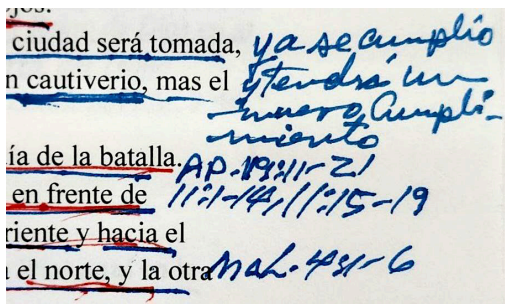 ojos.
ciudad será tomada, ya se cumplio
n cautiverio, mas el y tendrá un
nuevo Cumpli-
miento
ía de la batalla. AP. 19:11-21
en frente de 11:1-14, 11:15-19
riente y hacia el
el norte, y la otra Mal. 4:1-6